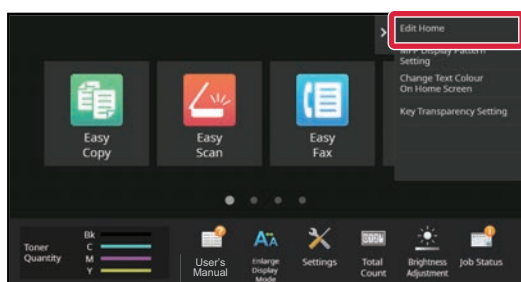 Edit Home
MFP Display Pattern
Setting
Change Text Colour
On Home Screen
Key Transparency Setting
Easy
Copy
Easy
Scan
Easy
Fax
Toner
Quantity
Bk
C
M
Y
User's
Manual
Enlarge
Display
Mode
Settings
Total
Count
Brightness
Adjustment
Job Status